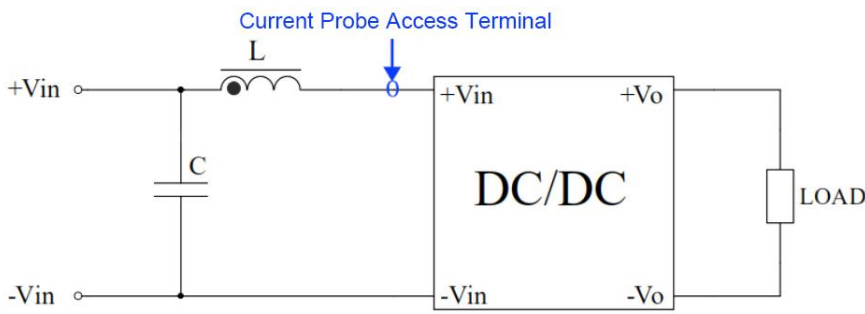 Current Probe Access Terminal
L
+Vin
+Vin
+Vo
C
DC/DC
LOAD
-Vin
-Vin
-Vo